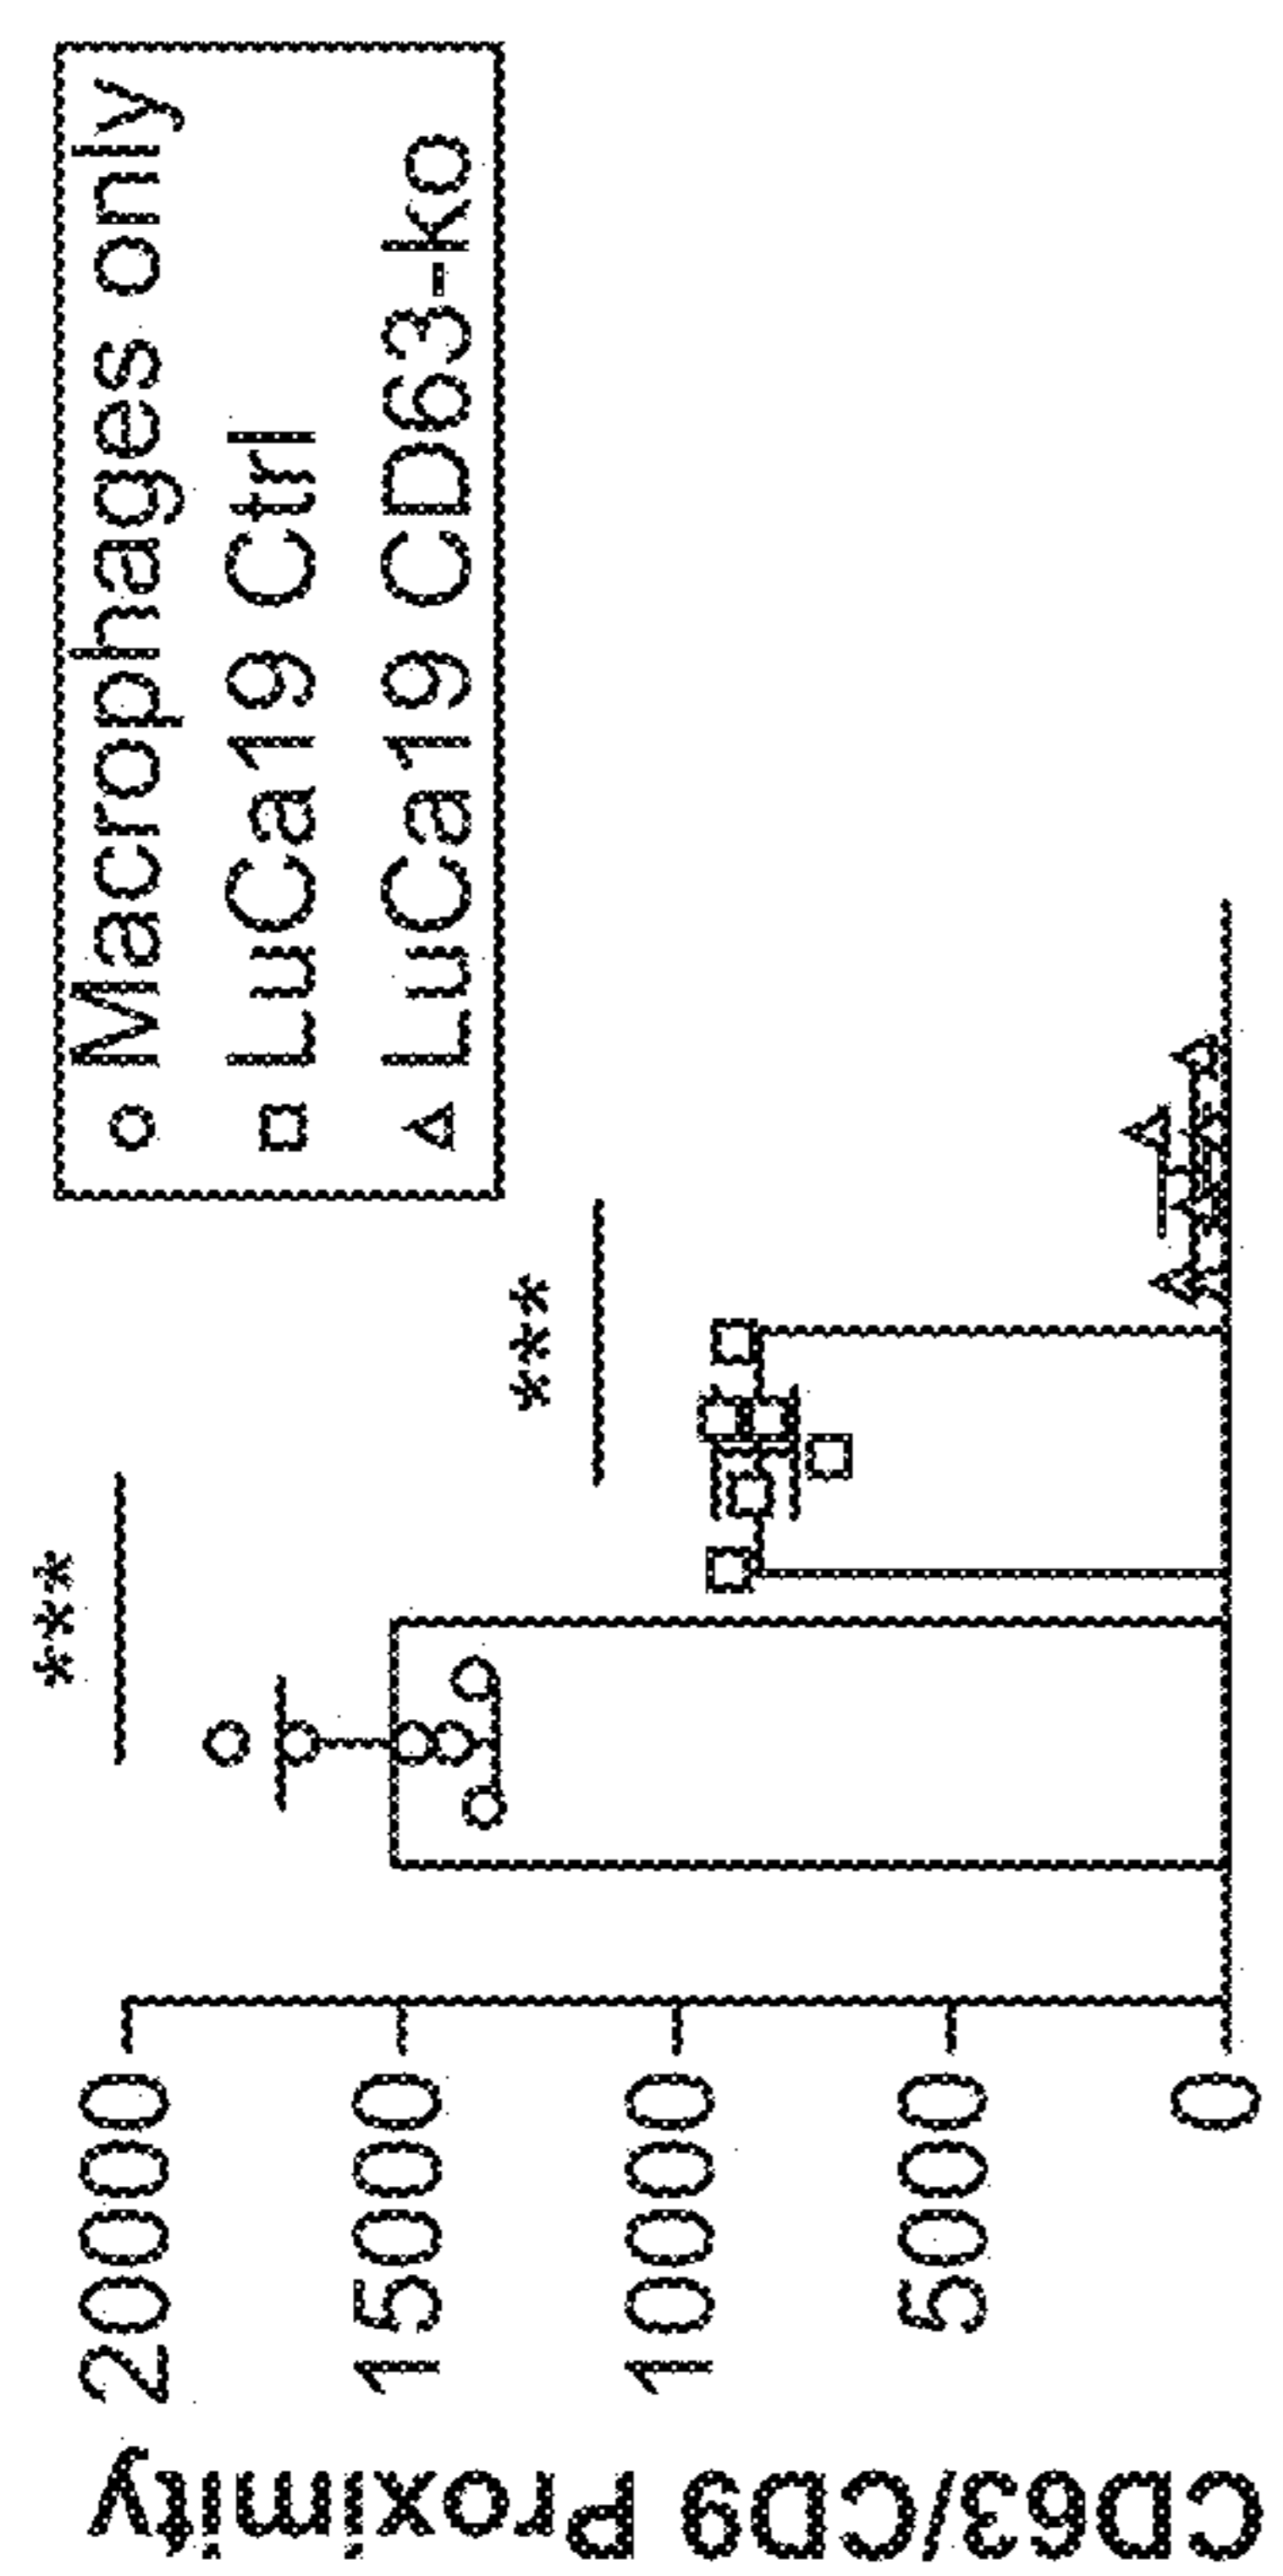 CD63/CD9 Proximity
20000
15000
10000
5000
0
***
***
Macrophages only
LuCa19 Ctrl
LuCa19 CD63-ko